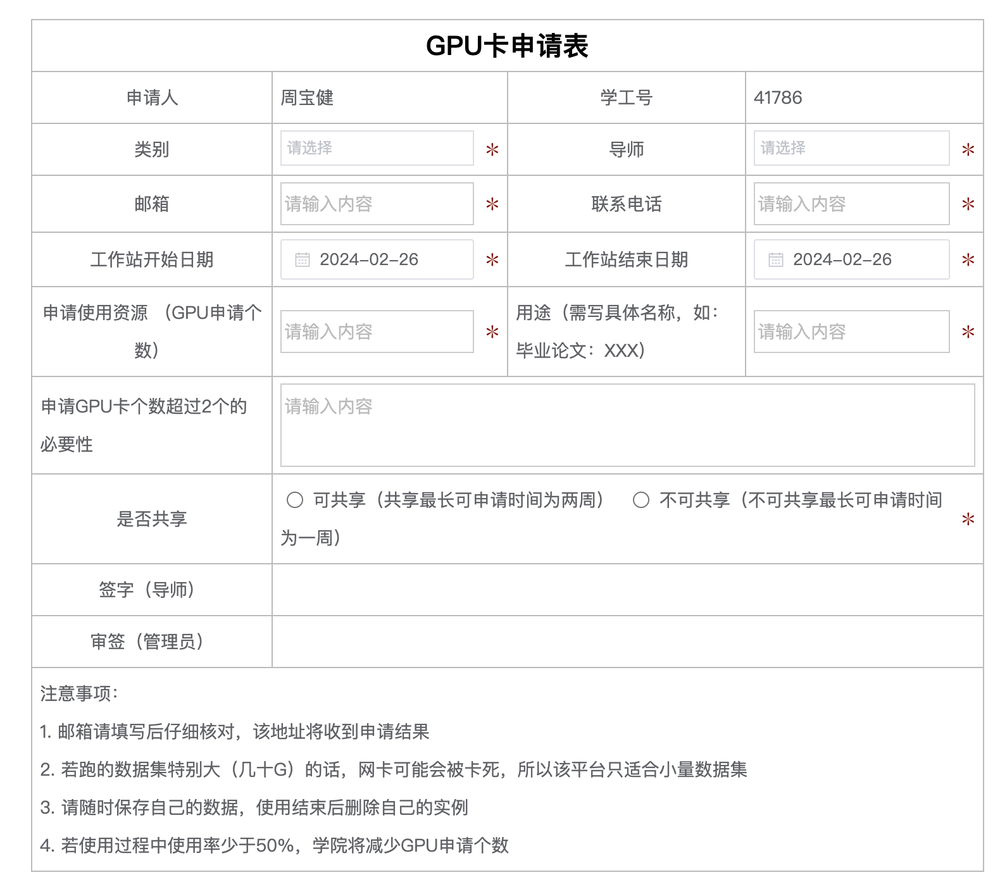 GPU卡申请表
申请人 周宝健 学工号 41786
类别 请选择 * 导师 请选择 *
邮箱 请输入内容 * 联系电话 请输入内容 *
工作站开始日期 2024-02-26 * 工作站结束日期 2024-02-26 *
申请使用资源 （GPU申请个
数） 请输入内容 *
用途（需写具体名称，如：
毕业论文：XXX） 请输入内容 *
申请GPU卡个数超过2个的
必要性 请输入内容
是否共享 可共享（共享最长可申请时间为两周） 不可共享（不可共享最长可申请时间
为一周） *
签字（导师）
审签（管理员）
注意事项：
1. 邮箱请填写后仔细核对，该地址将收到申请结果
2. 若跑的数据集特别大（几十G）的话，网卡可能会被卡死，所以该平台只适合小量数据集
3. 请随时保存自己的数据，使用结束后删除自己的实例
4. 若使用过程中使用率少于50%，学院将减少GPU申请个数